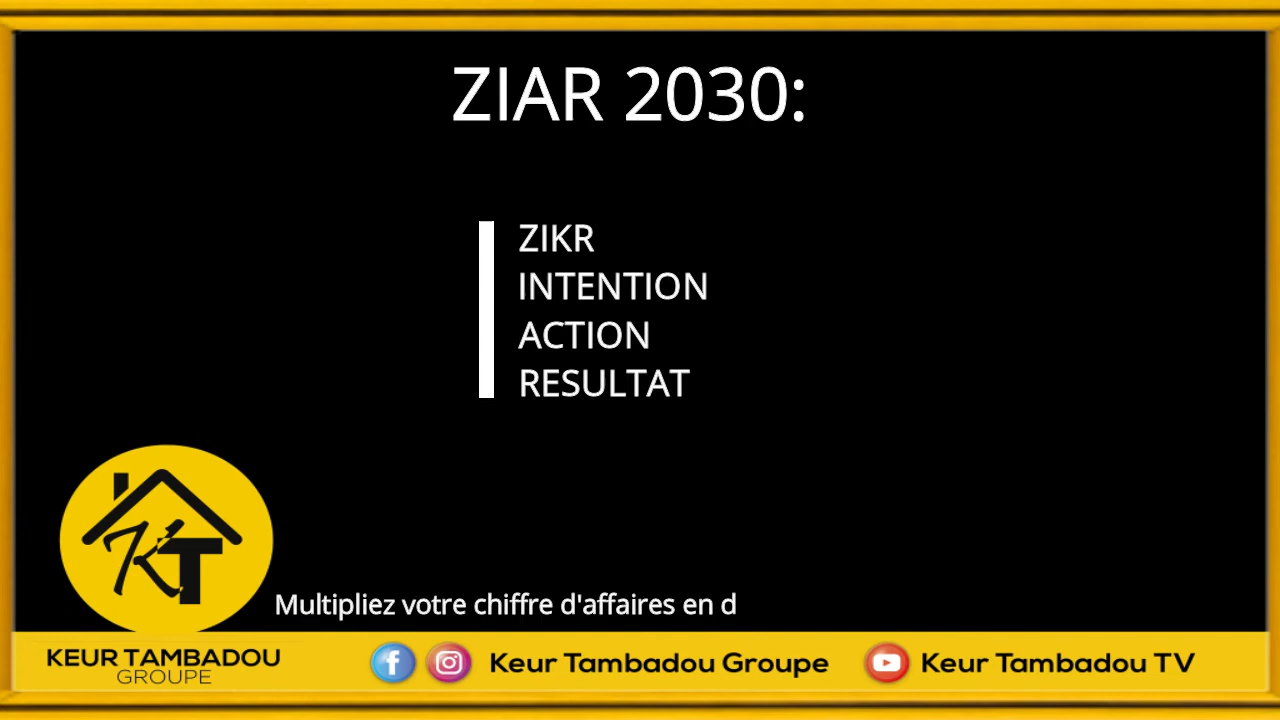 ZIAR 2030:
ZIKR
INTENTION
ACTION
RESULTAT
KT
Multipliez votre chiffre d'affaires en d
KEUR TAMBADOU
GROUPE
Keur Tambadou Groupe
Keur Tambadou TV